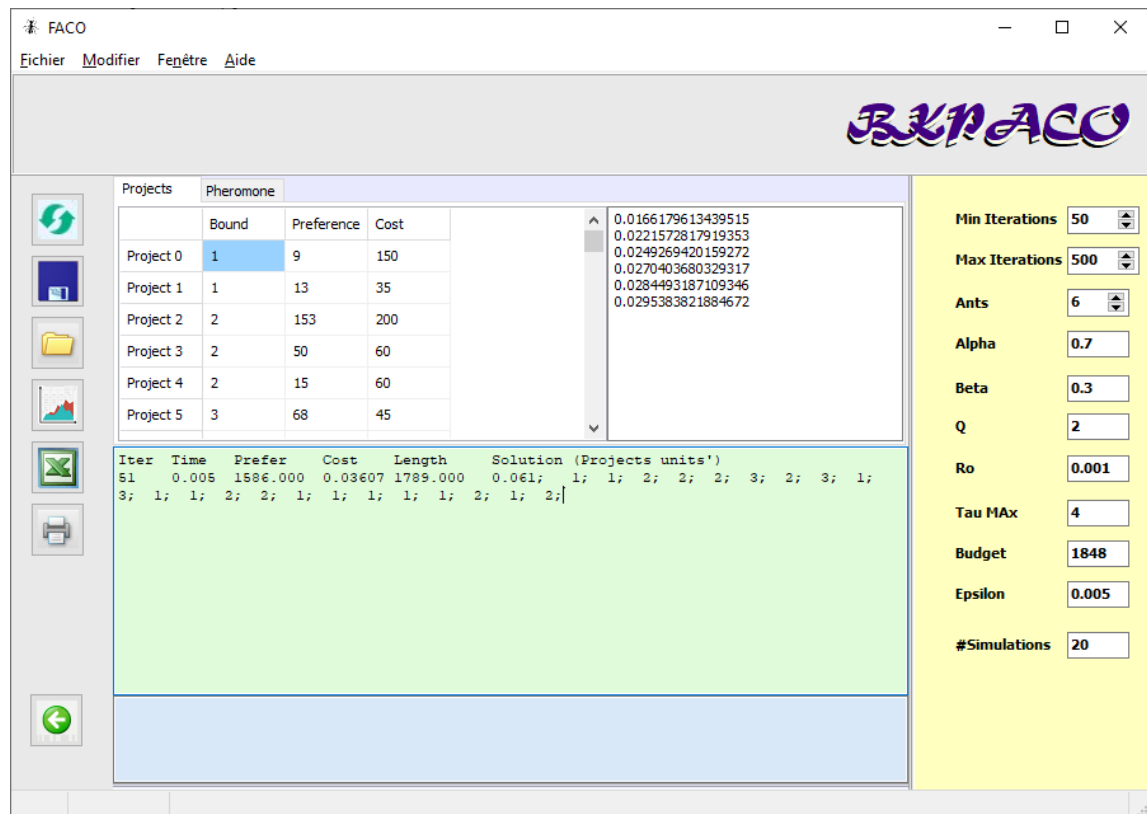 FACO
Fichier Modifier Fenêtre Aide
BKPACO
Projects Pheromone
Bound Preference Cost
Project 0 1 9 150
Project 1 1 13 35
Project 2 2 153 200
Project 3 2 50 60
Project 4 2 15 60
Project 5 3 68 45
0.0166179613439515
0.0221572817919353
0.0249269420159272
0.0270403680329317
0.0284493187109346
0.0295383821884672
Iter Time Prefer Cost Length Solution (Projects units')
51 0.005 1586.000 0.03607 1789.000 0.061; 1; 1; 2; 2; 2; 3; 2; 3; 1;
3; 1; 1; 2; 2; 1; 1; 1; 1; 2; 1; 2;
Min Iterations 50
Max Iterations 500
Ants 6
Alpha 0.7
Beta 0.3
Q 2
Ro 0.001
Tau MAx 4
Budget 1848
Epsilon 0.005
#Simulations 20